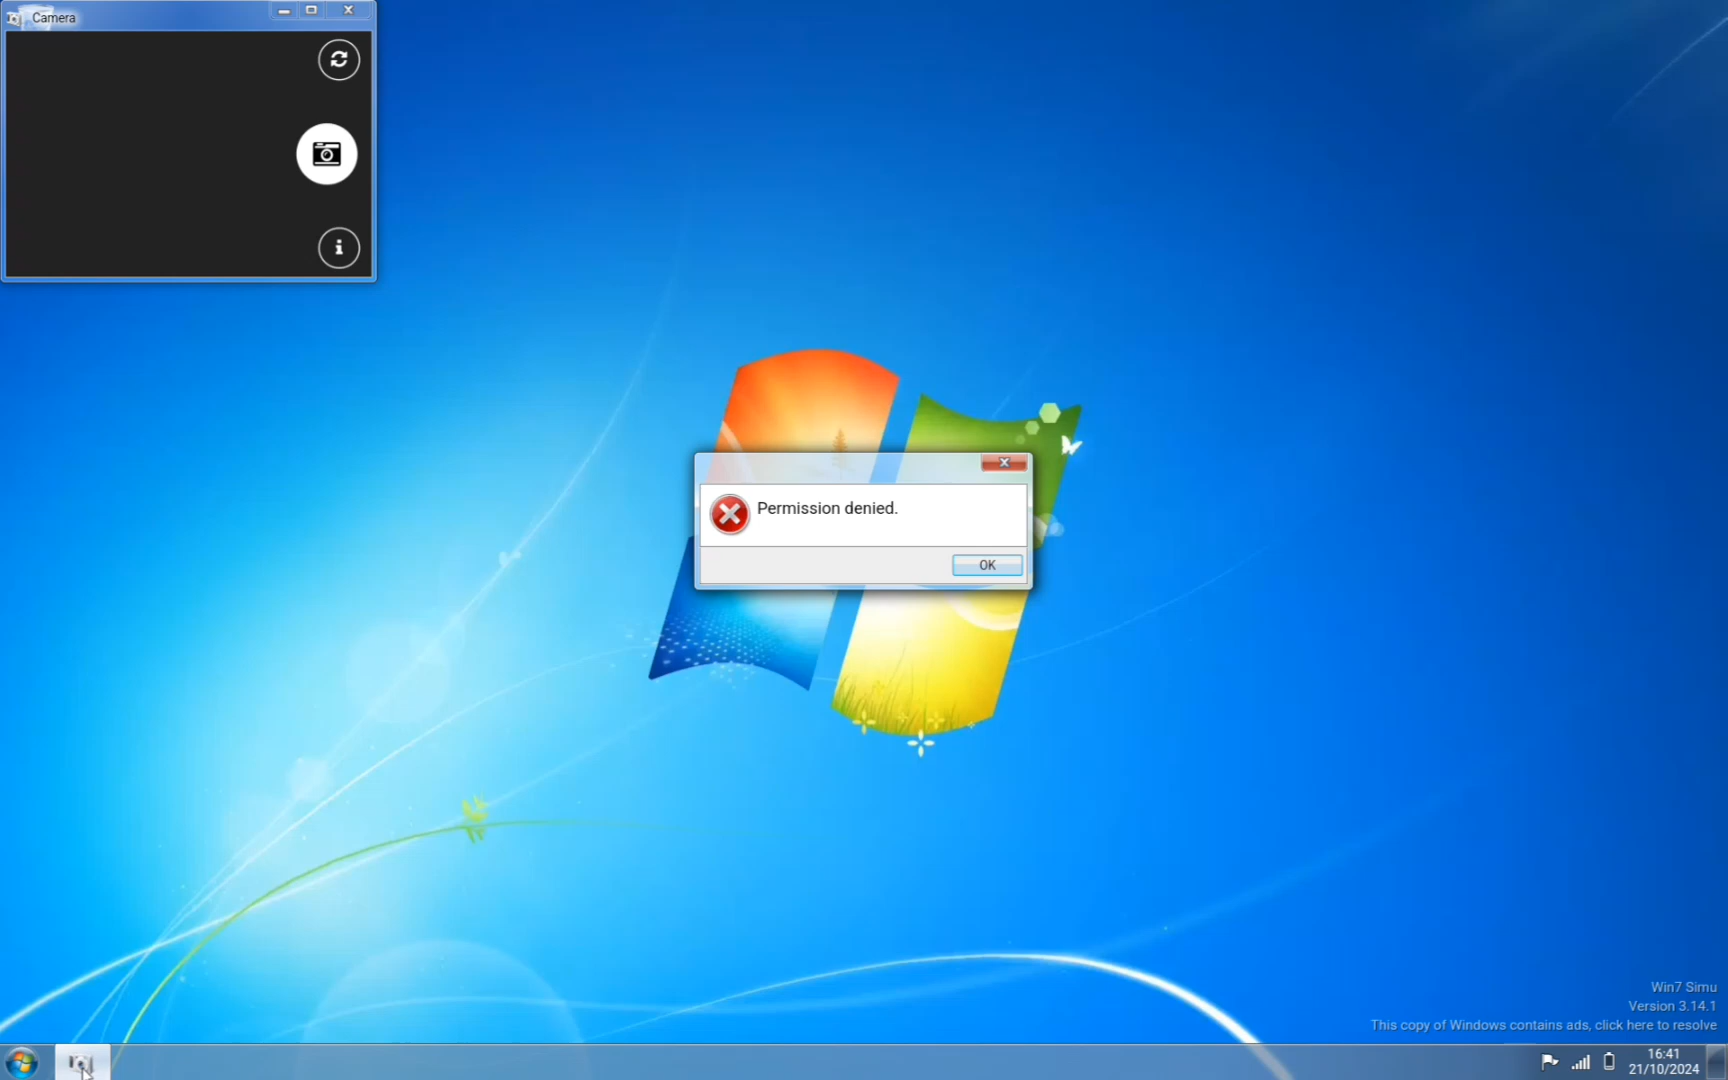 Camera
Permission denied.
OK
Win7 Simu
Version 3.14.1
This copy of Windows contains ads, click here to resolve
16:41
21/10/2024